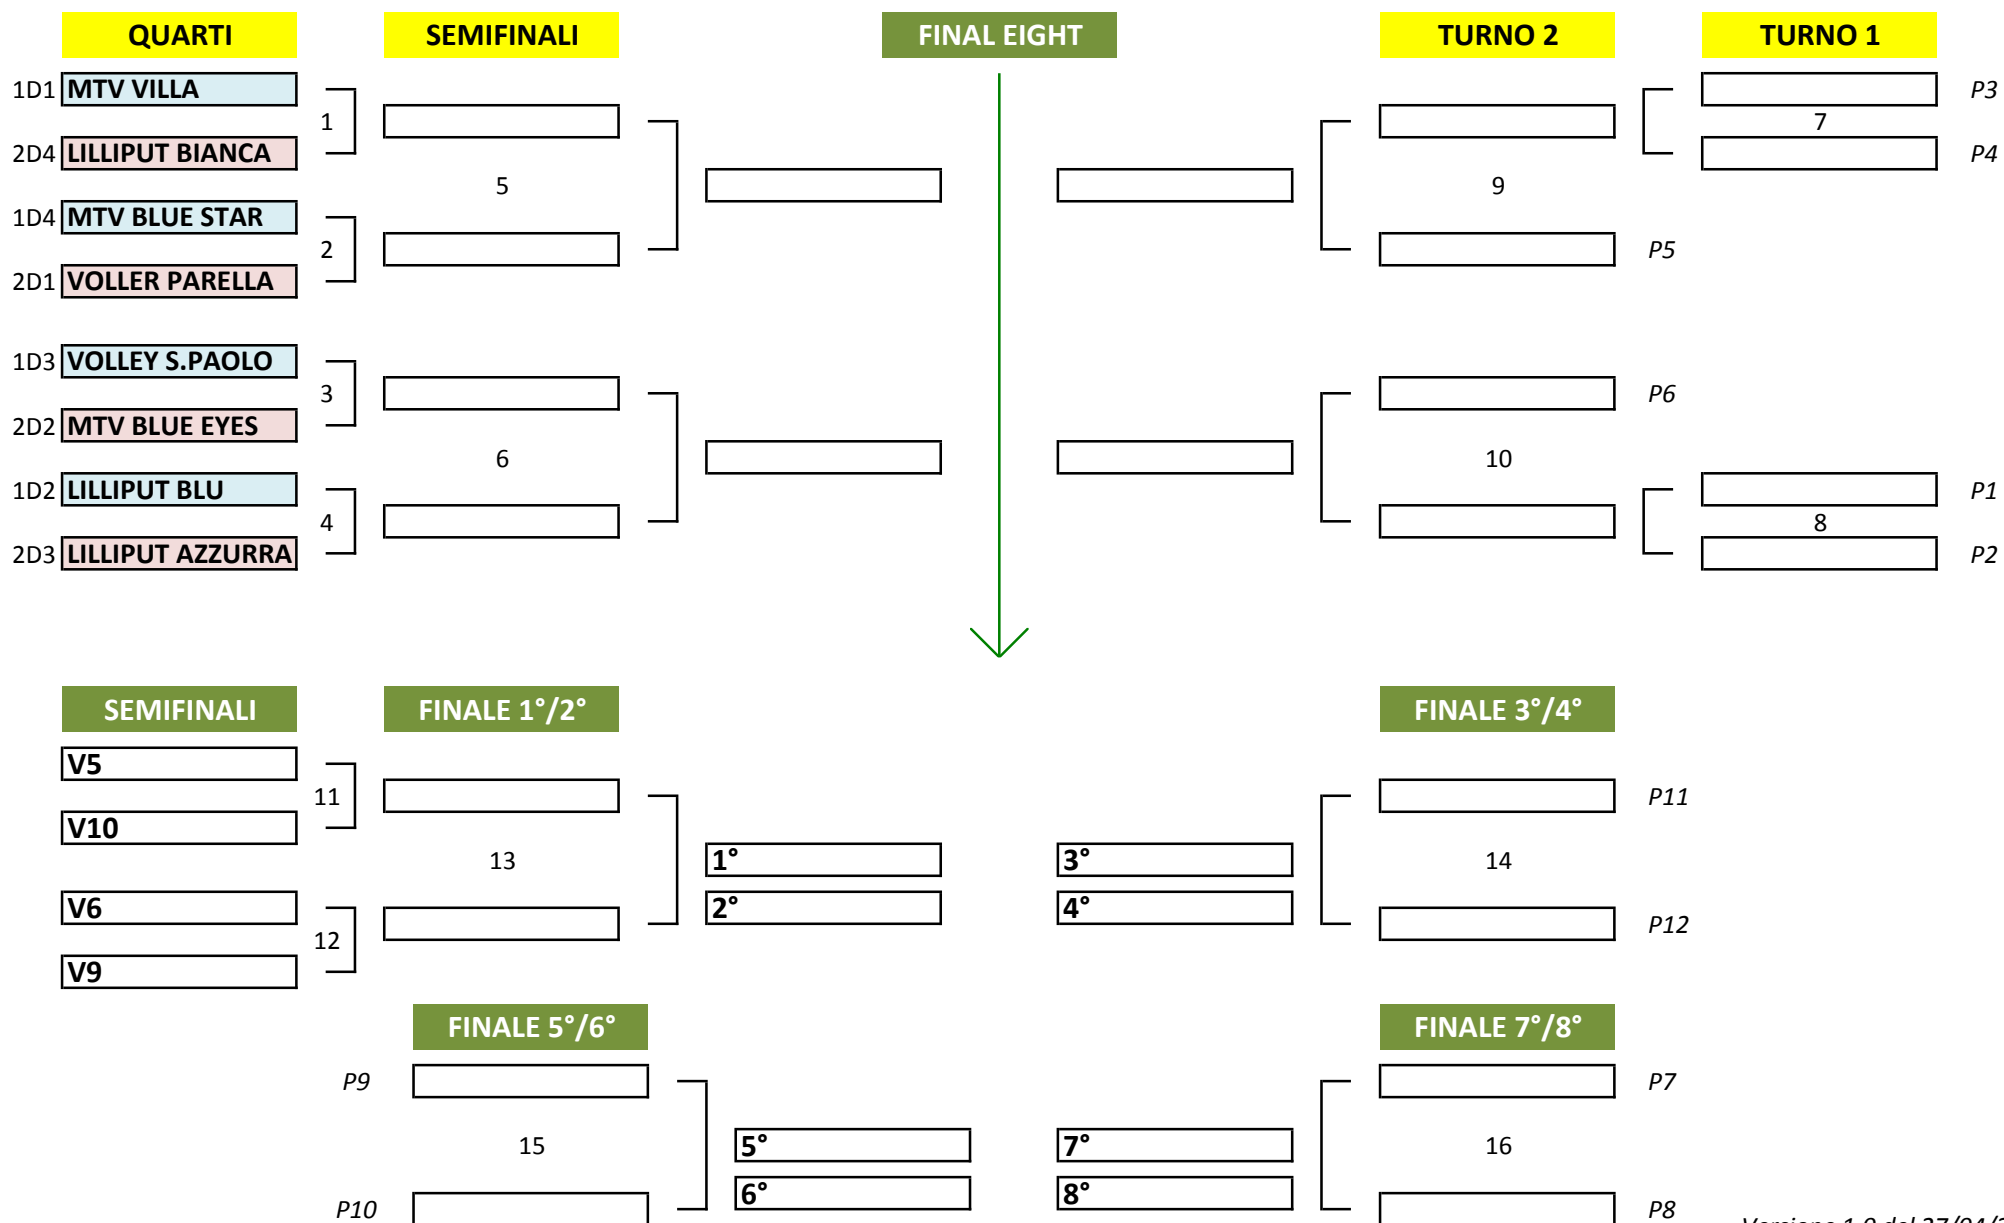 QUARTI SEMIFINALI FINAL EIGHT TURNO 2 TURNO 1
1D1 MTV VILLA P3
1 7
2D4 LILLIPUT BIANCA P4
5 9
1D4 MTV BLUE STAR
2 P5
2D1 VOLLER PARELLA
1D3 VOLLEY S.PAOLO
3 P6
2D2 MTV BLUE EYES
6 10
1D2 LILLIPUT BLU P1
4 8
2D3 LILLIPUT AZZURRA P2
SEMIFINALI FINALE 1°/2° FINALE 3°/4°
V5
11 P11
V10
13 1° 3° 14
V6 2° 4°
12 P12
V9
FINALE 5°/6° FINALE 7°/8°
P9 P7
15 5° 7° 16
6° 8°
P10 P8
Versione 1.0 del